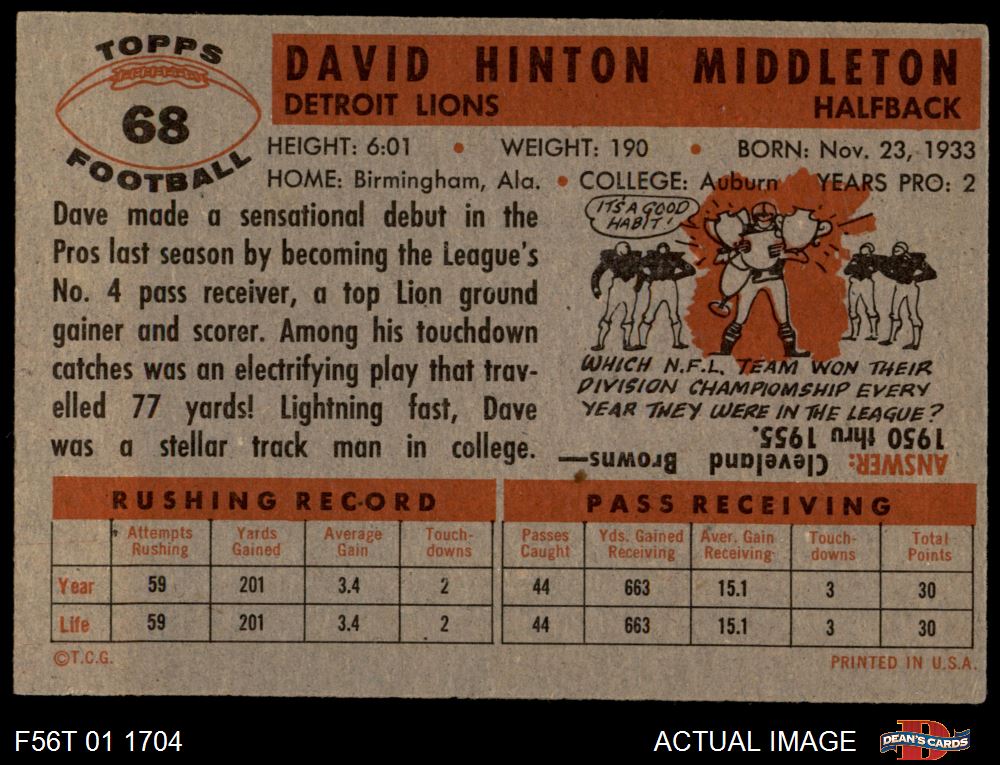 TOPPS
68
FOOTBALL
DAVID HINTON MIDDLETON
DETROIT LIONS HALFBACK
HEIGHT: 6:01 • WEIGHT: 190 • BORN: Nov. 23, 1933
HOME: Birmingham, Ala. • COLLEGE: Auburn YEARS PRO: 2
Dave made a sensational debut in the
Pros last season by becoming the League's
No. 4 pass receiver, a top Lion ground
gainer and scorer. Among his touchdown
catches was an electrifying play that trav-
elled 77 yards! Lightning fast, Dave
was a stellar track man in college.
IT'S A GOOD
HABIT!
WHICH N.F.L. TEAM WON THEIR
DIVISION CHAMPIOMSHIP EVERY
YEAR THEY WERE IN THE LEAGUE?
ANSWER: Cleveland Browns—
1950 thru 1955.
RUSHING RECORD
Attempts Rushing Yards Gained Average Gain Touch-downs
Year 59 201 3.4 2
Life 59 201 3.4 2
PASS RECEIVING
Passes Caught Yds. Gained Receiving Aver. Gain Receiving Touch-downs Total Points
44 663 15.1 3 30
44 663 15.1 3 30
©T.C.G. PRINTED IN U.S.A.
F56T 01 1704 ACTUAL IMAGE DEAN'S CARDS